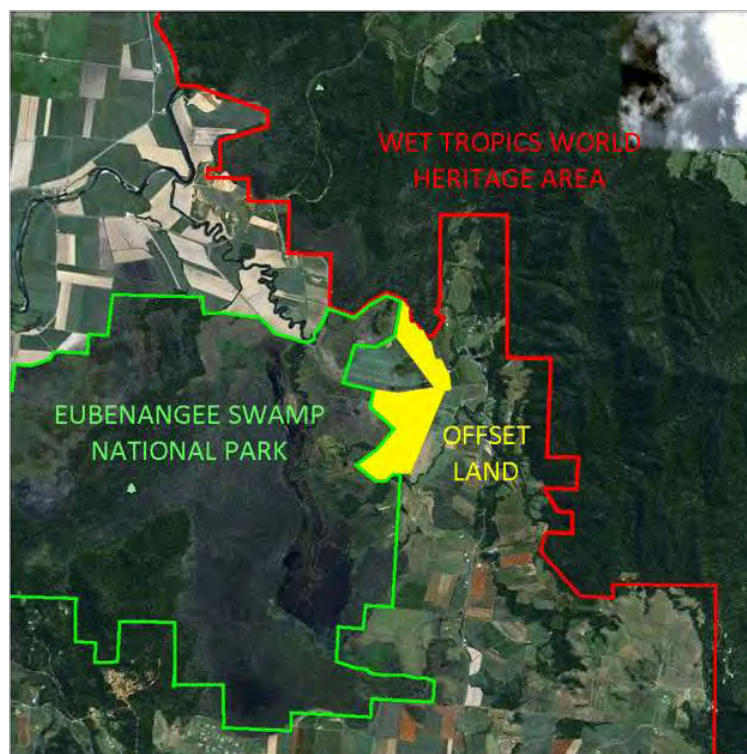 WET TROPICS WORLD
HERITAGE AREA
EUBENANGEE SWAMP
NATIONAL PARK
OFFSET
LAND